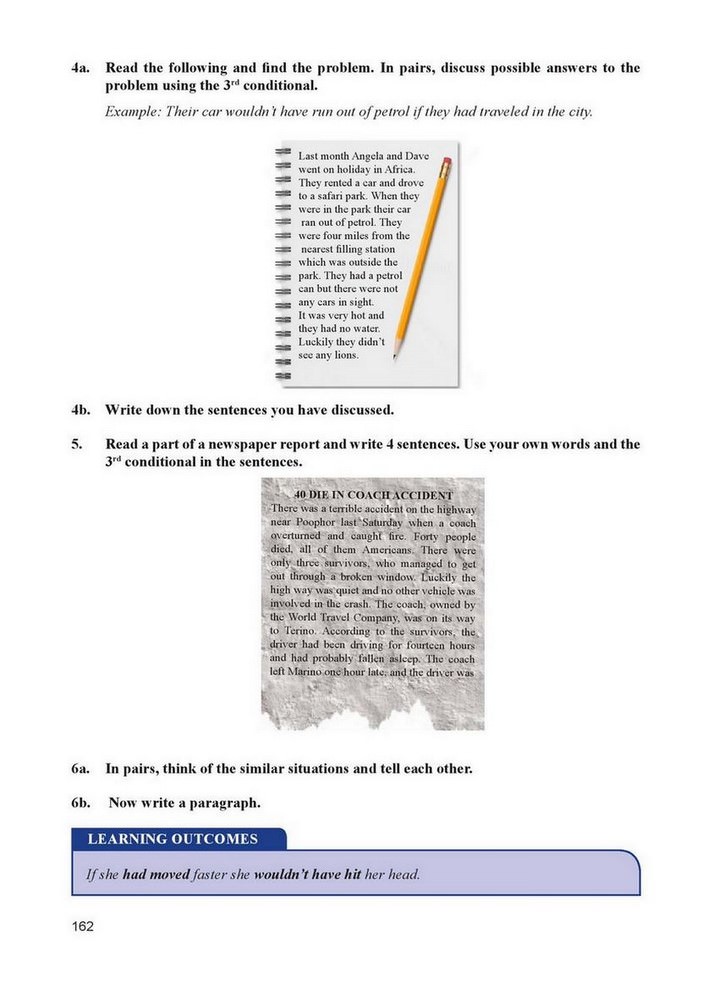 4a. Read the following and find the problem. In pairs, discuss possible answers to the
problem using the 3rd conditional.
Example: Their car wouldn't have run out of petrol if they had traveled in the city.
Last month Angela and Dave
went on holiday in Africa.
They rented a car and drove
to a safari park. When they
were in the park their car
ran out of petrol. They
were four miles from the
nearest filling station
which was outside the
park. They had a petrol
can but there were not
any cars in sight.
It was very hot and
they had no water.
Luckily they didn't
see any lions.
4b. Write down the sentences you have discussed.
5. Read a part of a newspaper report and write 4 sentences. Use your own words and the
3rd conditional in the sentences.
40 DIE IN COACH ACCIDENT
There was a terrible accident on the highway
near Poophor last Saturday when a coach
overturned and caught fire. Forty people
died, all of them Americans. There were
only three survivors, who managed to get
out through a broken window. Luckily the
high way was quiet and no other vehicle was
involved in the crash. The coach, owned by
the World Travel Company, was on its way
to Terino. According to the survivors, the
driver had been driving for fourteen hours
and had probably fallen asleep. The coach
left Marino one hour late, and the driver was
6a. In pairs, think of the similar situations and tell each other.
6b. Now write a paragraph.
LEARNING OUTCOMES
If she had moved faster she wouldn't have hit her head.
162